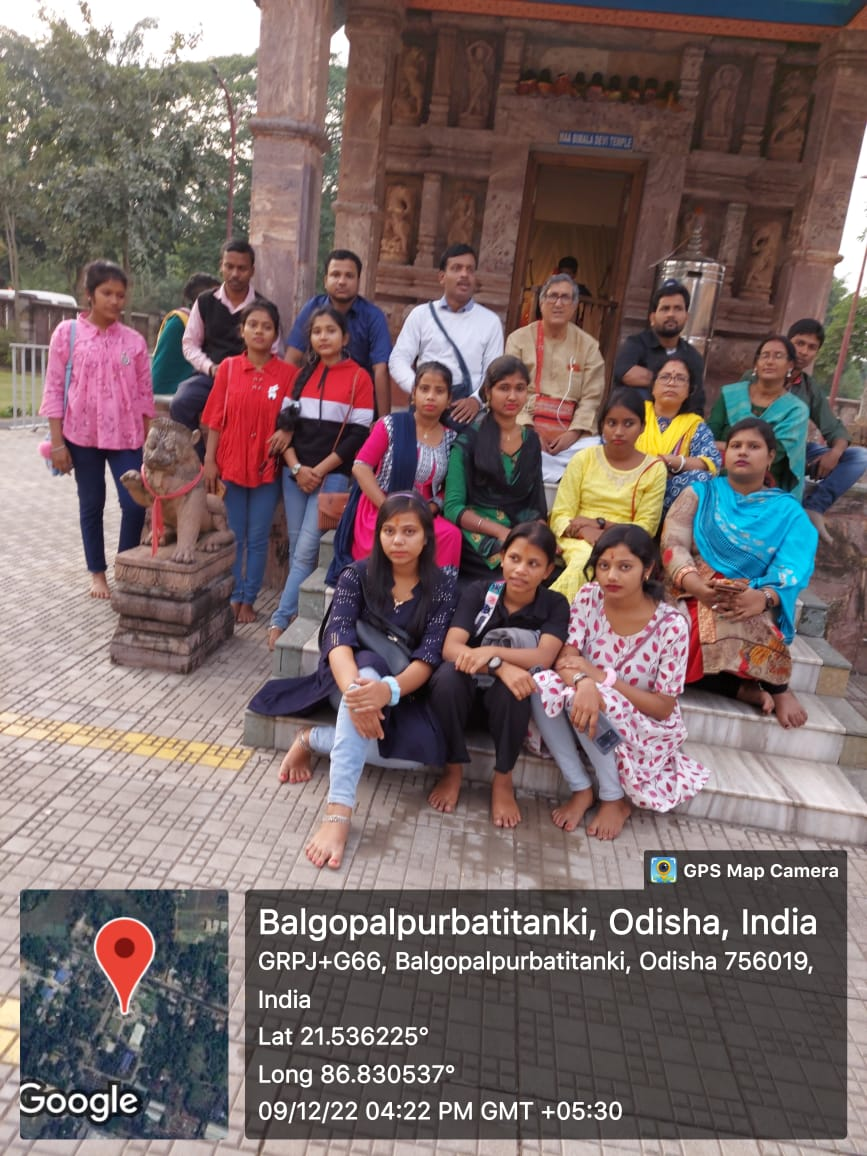 MAA BIMALA DEVI TEMPLE
GPS Map Camera
Balgopalpurbatitanki, Odisha, India
GRPJ+G66, Balgopalpurbatitanki, Odisha 756019,
India
Lat 21.536225°
Long 86.830537°
09/12/22 04:22 PM GMT +05:30
Google